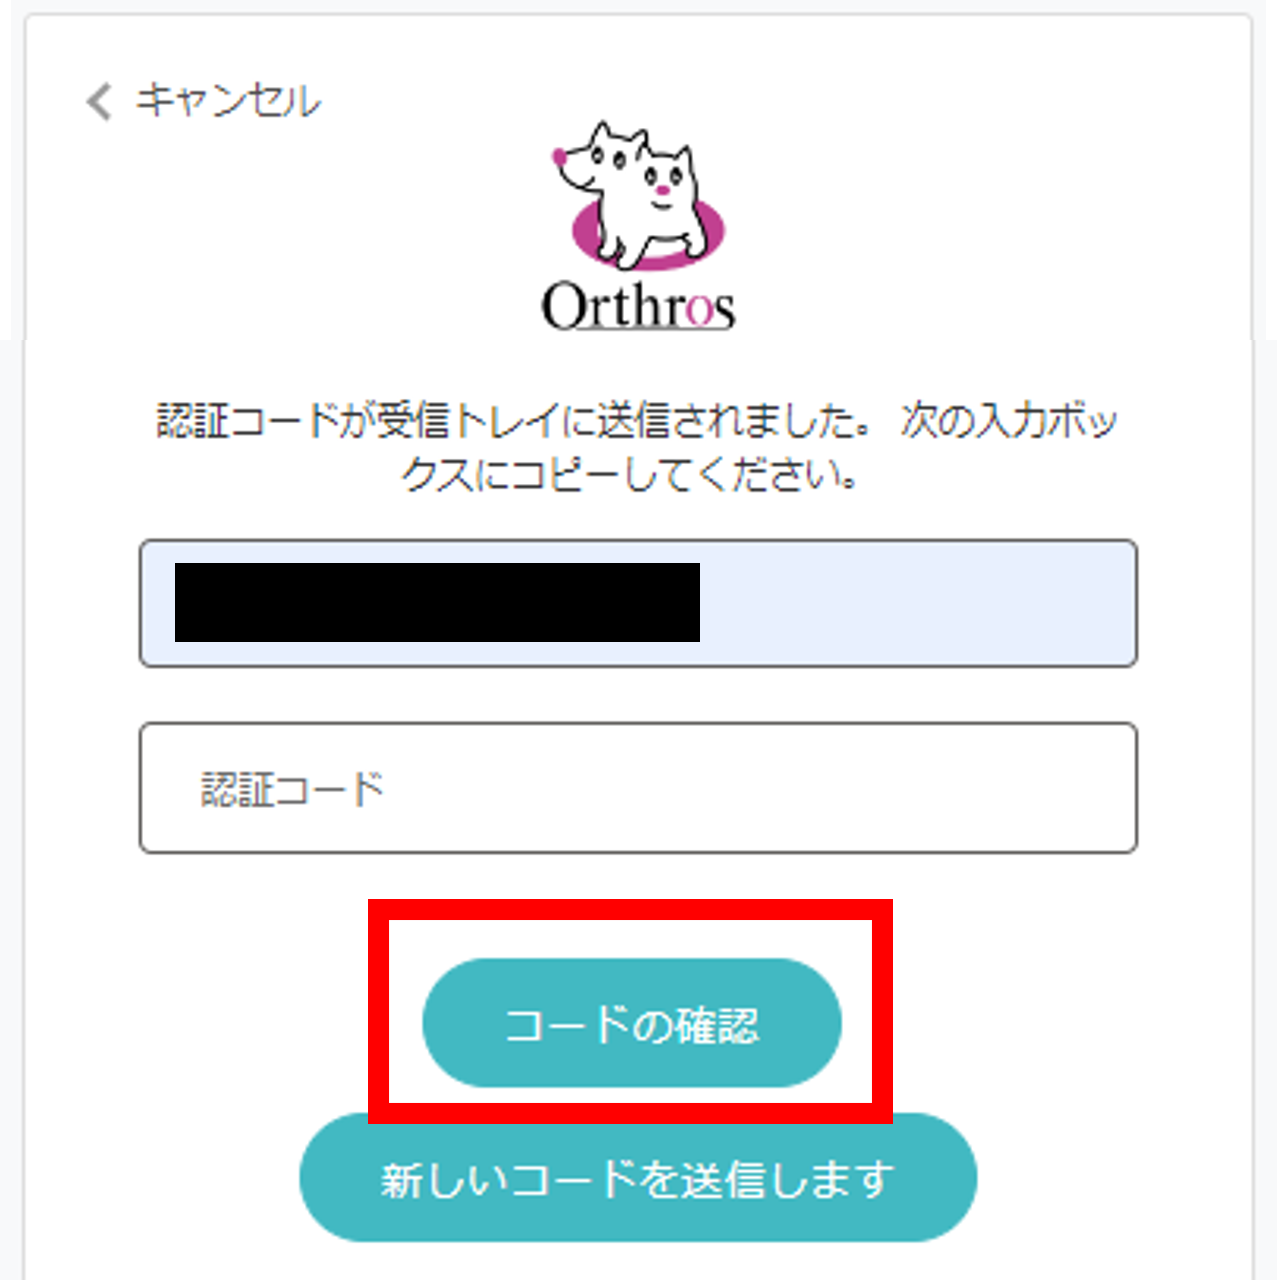 キャンセル
Orthros
認証コードが受信トレイに送信されました。 次の入力ボッ
クスにコピーしてください。
認証コード
コードの確認
新しいコードを送信します